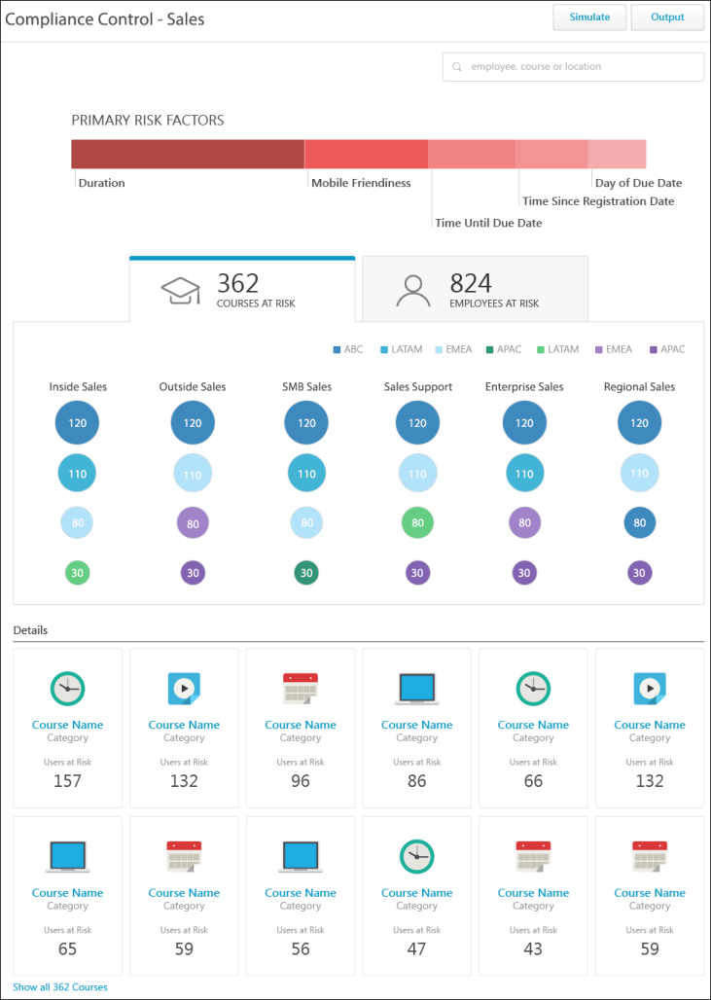 Compliance Control - Sales
Simulate
Output
employee, course or location
PRIMARY RISK FACTORS
Duration
Mobile Friendiness
Day of Due Date
Time Since Registration Date
Time Until Due Date
362
COURSES AT RISK
824
EMPLOYEES AT RISK
ABC LATAM EMEA APAC LATAM EMEA APAC
Inside Sales Outside Sales SMB Sales Sales Support Enterprise Sales Regional Sales
120 120 120 120 120 120
110 110 110 110 110 110
80 80 80 80 80 80
30 30 30 30 30 30
Details
Course Name Course Name Course Name Course Name Course Name Course Name
Category Category Category Category Category Category
Users at Risk Users at Risk Users at Risk Users at Risk Users at Risk Users at Risk
157 132 96 86 66 132
Course Name Course Name Course Name Course Name Course Name Course Name
Category Category Category Category Category Category
Users at Risk Users at Risk Users at Risk Users at Risk Users at Risk Users at Risk
65 59 56 47 43 59
Show all 362 Courses